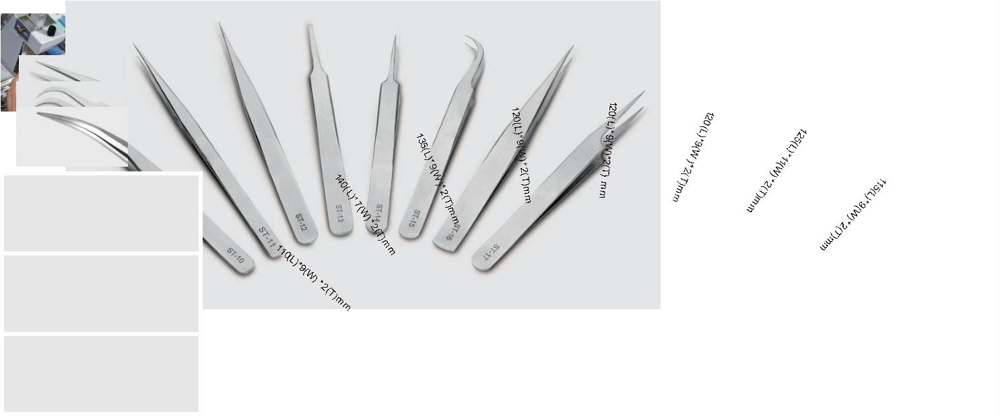 ST-10
ST-11
ST-12
ST-13
ST-14
ST-15
ST-16
ST-17
110(L)*9(W) *2(T)mm
140(L)*7(W)*2(T)mm
135(L)*9(W)*2(T)mm
120(L)*9(W)*2(T)mm
120(L)*9(W)*2(T) mm
120(L)*9(W)*2(T)mm
125(L)*11(W)*2(T)mm
115(L)*9(W)*2(T)mm